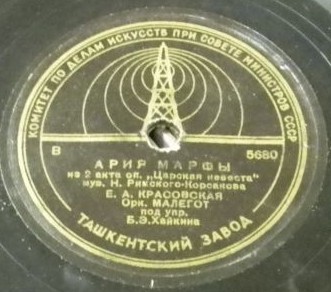 КОМИТЕТ ПО ДЕЛАМ ИСКУССТВ ПРИ СОВЕТЕ МИНИСТРОВ СССР
В 5680
АРИЯ МАРФЫ
из 2 акта оп. „Царская невеста"
муз. Н. Римского-Корсакова
Е. А. КРАСОВСКАЯ
Орк. МАЛЕГОТ
под упр.
Б.Э.Хайкина
ТАШКЕНТСКИЙ ЗАВОД